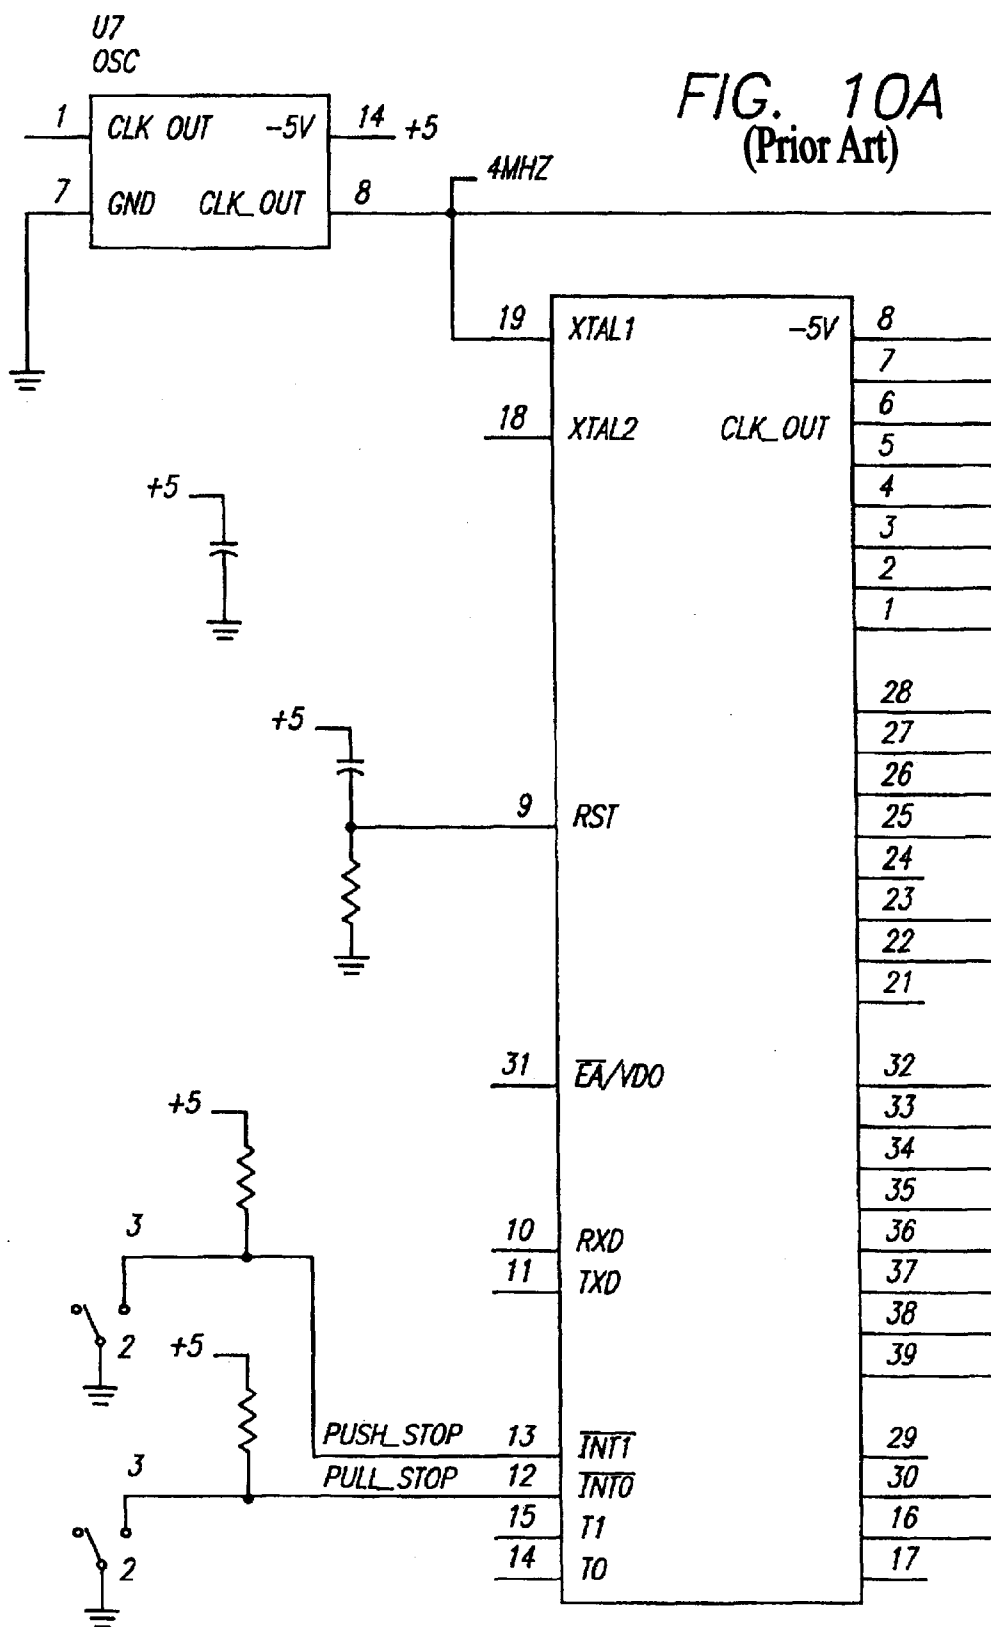 U7
OSC
FIG. 10A
(Prior Art)
1 CLK OUT -5V 14 +5
4MHZ
7 GND CLK_OUT 8
19 XTAL1 -5V 8
7
6
18 XTAL2 CLK_OUT
5
+5 4
3
2
1
28
+5
27
26
9 RST 25
24
23
22
21
31 EA/VDO 32
+5 33
34
35
3 10 RXD 36
11 TXD 37
38
2 +5 39
PUSH_STOP 13 INT1 29
3 PULL_STOP 12 INT0 30
15 T1 16
2 14 T0 17